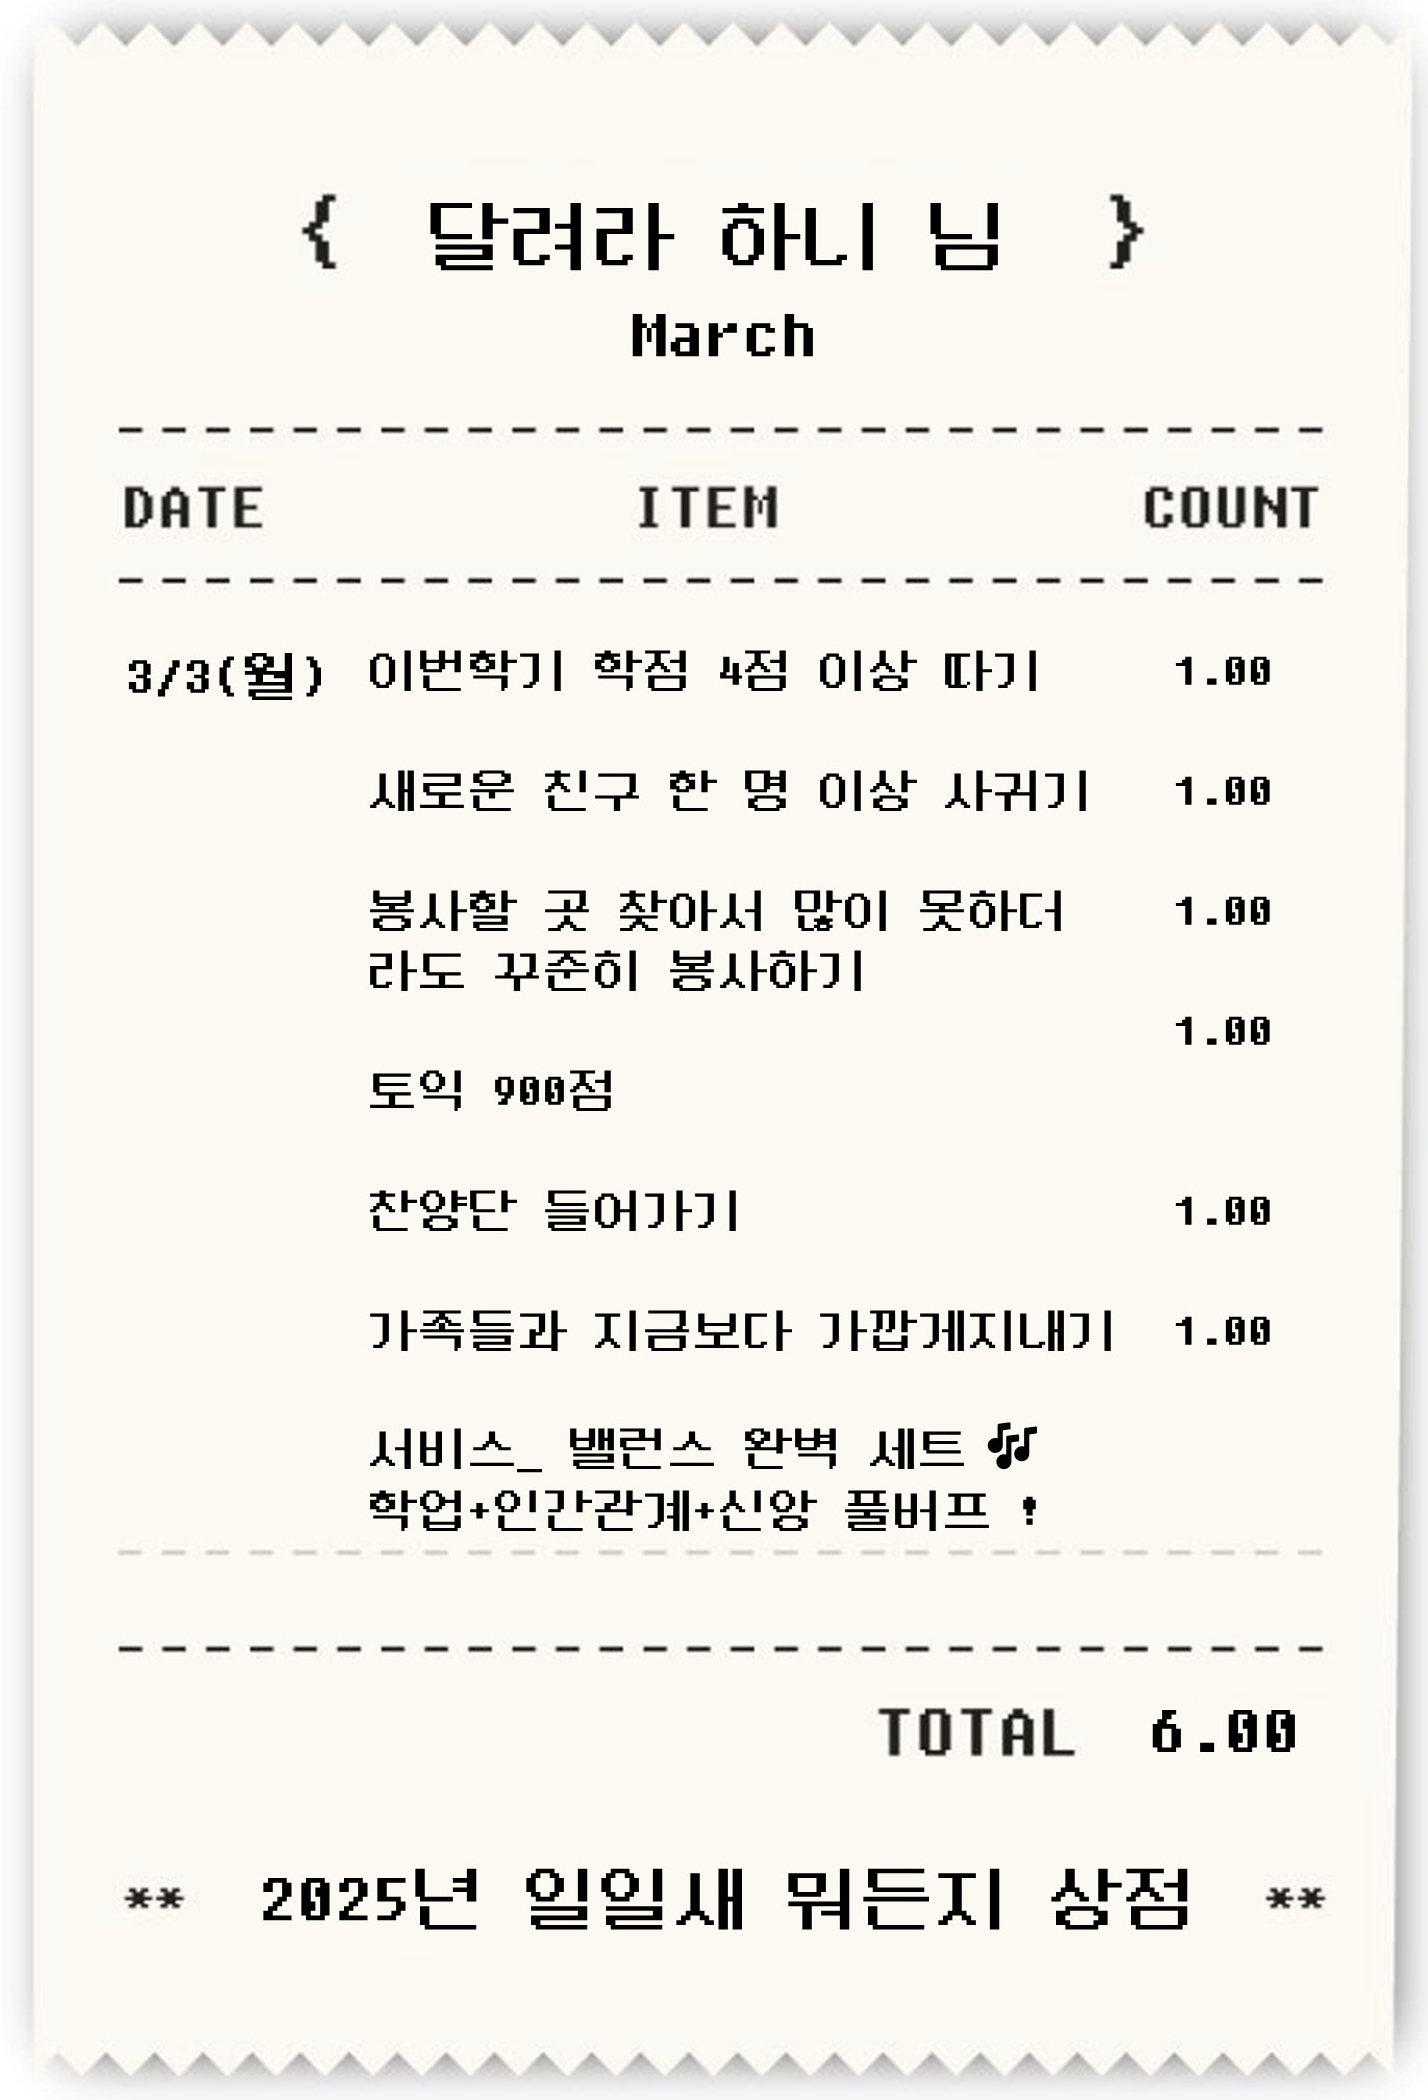 { 달려라 하니 님 }
March
DATE ITEM COUNT
3/3(월) 이번학기 학점 4점 이상 따기 1.00
새로운 친구 한 명 이상 사귀기 1.00
봉사할 곳 찾아서 많이 못하더 1.00
라도 꾸준히 봉사하기
1.00
토익 900점
찬양단 들어가기 1.00
가족들과 지금보다 가깝게지내기 1.00
서비스_ 밸런스 완벽 세트 🎶
학업+인간관계+신앙 풀버프 !
TOTAL 6.00
** 2025년 일일새 뭐든지 상점 **